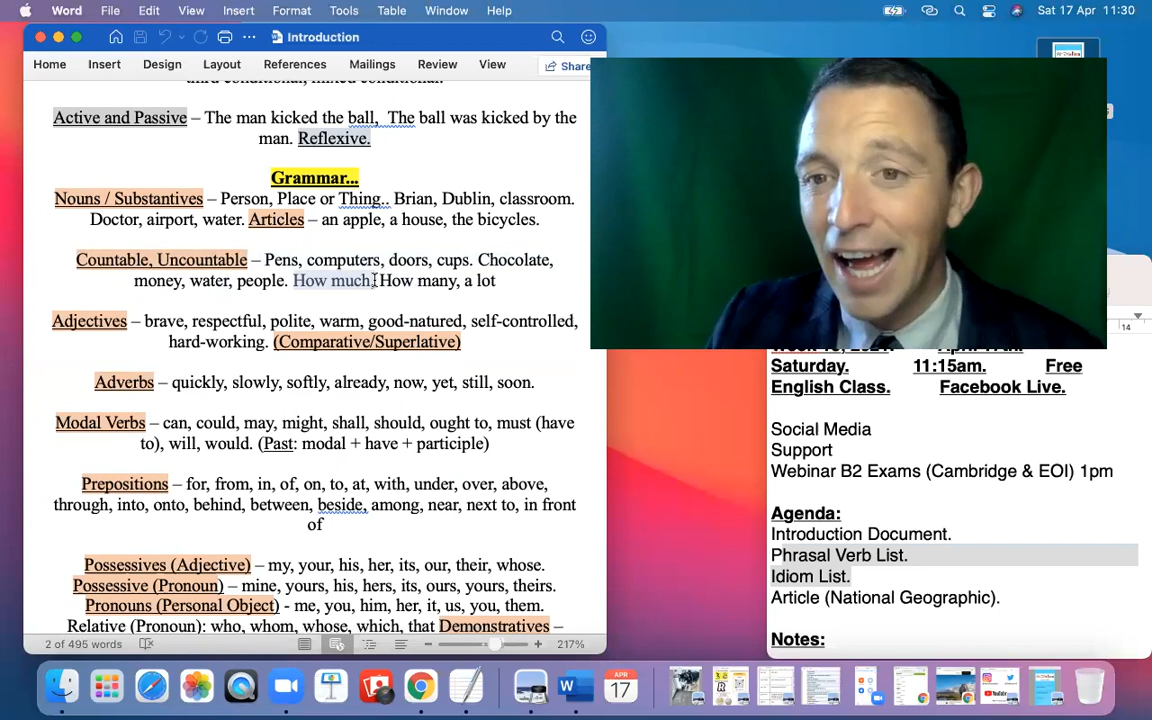 Word File Edit View Insert Format Tools Table Window Help Sat 17 Apr 11:30
Introduction
Home Insert Design Layout References Mailings Review View Share
third conditional, mixed conditional.
Active and Passive – The man kicked the ball,  The ball was kicked by the
man. Reflexive.
Grammar...
Nouns / Substantives – Person, Place or Thing.. Brian, Dublin, classroom.
Doctor, airport, water. Articles – an apple, a house, the bicycles.
Countable, Uncountable – Pens, computers, doors, cups. Chocolate,
money, water, people. How much, How many, a lot
Adjectives – brave, respectful, polite, warm, good-natured, self-controlled,
hard-working. (Comparative/Superlative)
Adverbs – quickly, slowly, softly, already, now, yet, still, soon.
Modal Verbs – can, could, may, might, shall, should, ought to, must (have
to), will, would. (Past: modal + have + participle)
Prepositions – for, from, in, of, on, to, at, with, under, over, above,
through, into, onto, behind, between, beside, among, near, next to, in front
of
Possessives (Adjective) – my, your, his, her, its, our, their, whose.
Possessive (Pronoun) – mine, yours, his, hers, its, ours, yours, theirs.
Pronouns (Personal Object) - me, you, him, her, it, us, you, them.
Relative (Pronoun): who, whom, whose, which, that Demonstratives –
2 of 495 words 217%
14
Saturday. 11:15am. Free
English Class. Facebook Live.
Social Media
Support
Webinar B2 Exams (Cambridge & EOI) 1pm
Agenda:
Introduction Document.
Phrasal Verb List.
Idiom List.
Article (National Geographic).
Notes:
APR
17